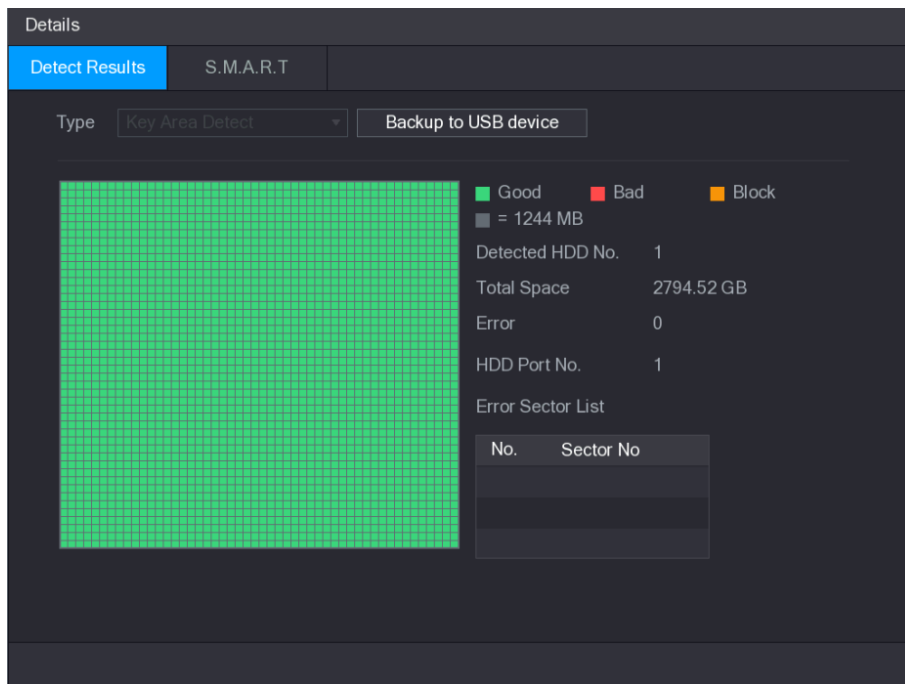 Details
Detect Results S.M.A.R.T
Type Key Area Detect Backup to USB device
Good Bad Block
= 1244 MB
Detected HDD No. 1
Total Space 2794.52 GB
Error 0
HDD Port No. 1
Error Sector List
No. Sector No